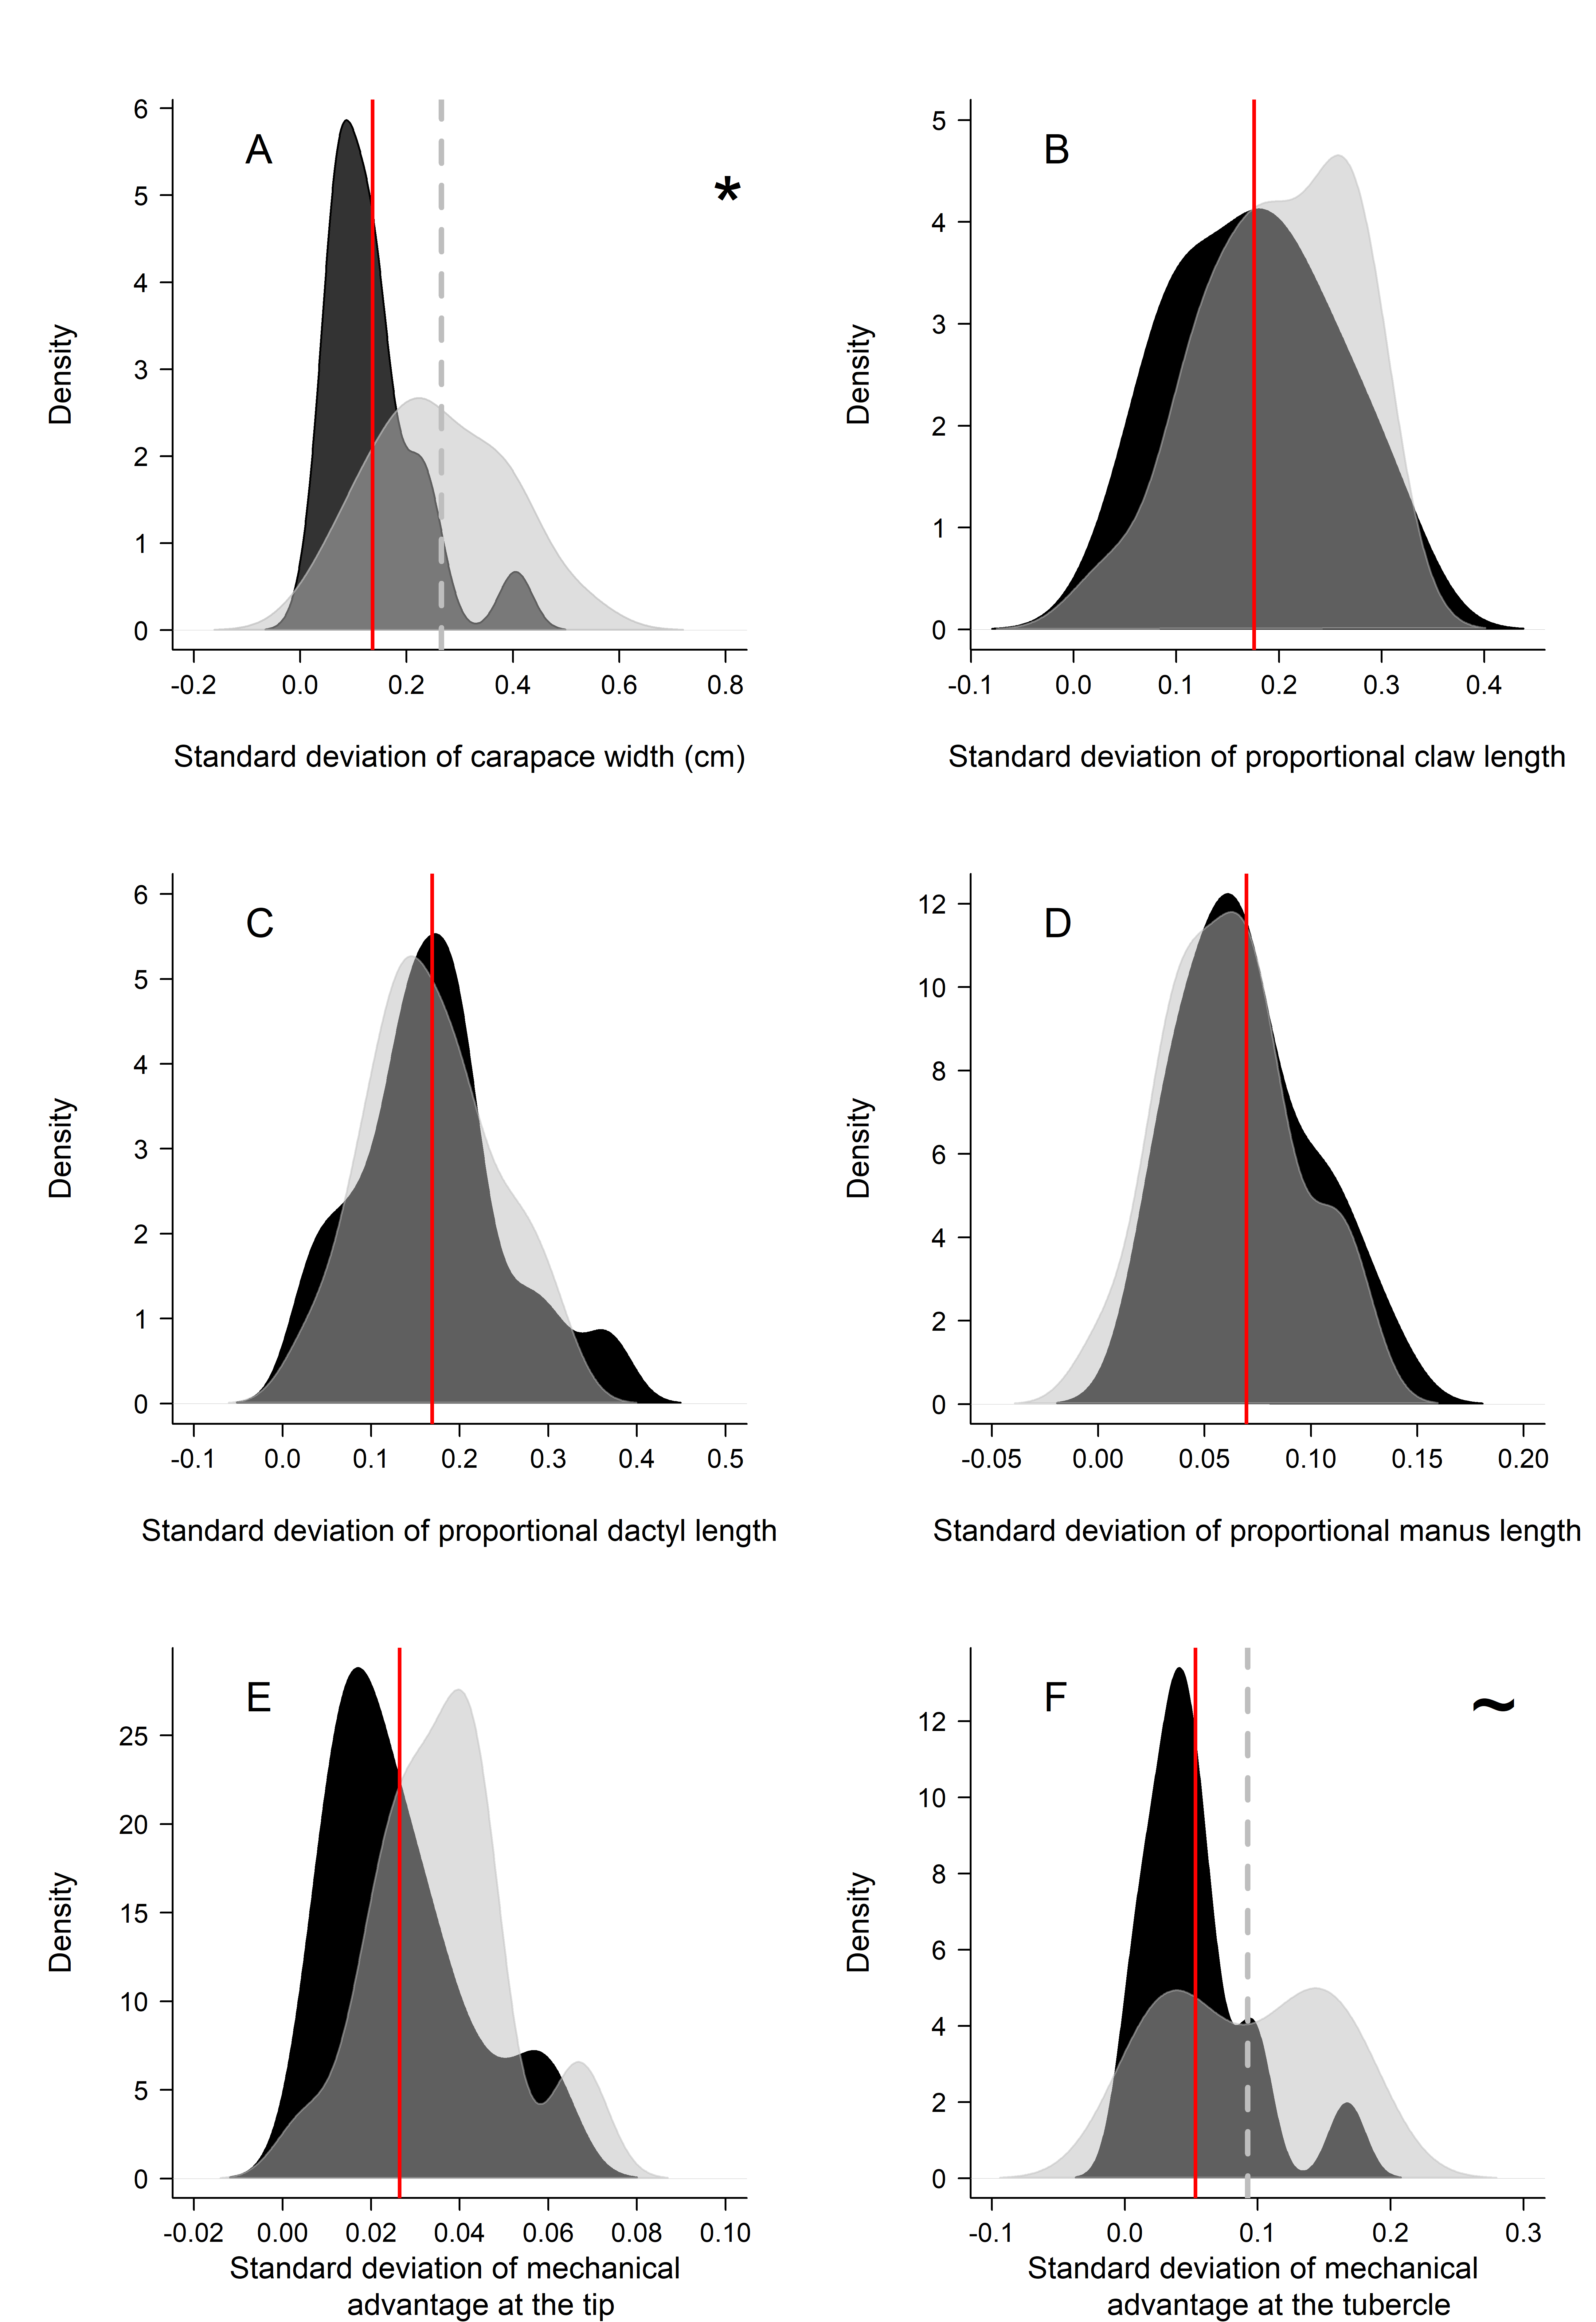 A
*
Density
6
5
4
3
2
1
0
-0.2 0.0 0.2 0.4 0.6 0.8
Standard deviation of carapace width (cm)
B
Density
5
4
3
2
1
0
-0.1 0.0 0.1 0.2 0.3 0.4
Standard deviation of proportional claw length
C
Density
6
5
4
3
2
1
0
-0.1 0.0 0.1 0.2 0.3 0.4 0.5
Standard deviation of proportional dactyl length
D
Density
12
10
8
6
4
2
0
-0.05 0.00 0.05 0.10 0.15 0.20
Standard deviation of proportional manus length
E
Density
25
20
15
10
5
0
-0.02 0.00 0.02 0.04 0.06 0.08 0.10
Standard deviation of mechanical
advantage at the tip
F
~
Density
12
10
8
6
4
2
0
-0.1 0.0 0.1 0.2 0.3
Standard deviation of mechanical
advantage at the tubercle